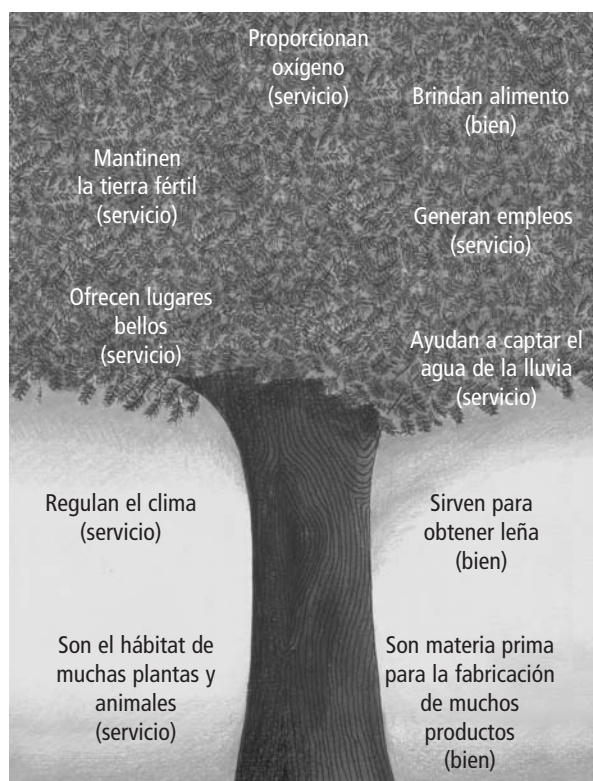 Proporcionan
oxígeno
(servicio)
Brindan alimento
(bien)
Mantinen
la tierra fértil
(servicio)
Generan empleos
(servicio)
Ofrecen lugares
bellos
(servicio)
Ayudan a captar el
agua de la lluvia
(servicio)
Regulan el clima
(servicio)
Sirven para
obtener leña
(bien)
Son el hábitat de
muchas plantas y
animales
(servicio)
Son materia prima
para la fabricación
de muchos
productos
(bien)